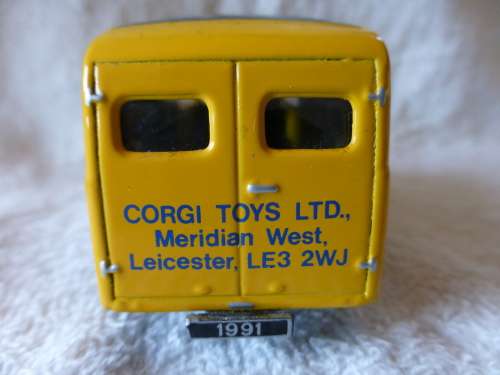 CORGI TOYS LTD.,
Meridian West,
Leicester, LE3 2WJ
1991